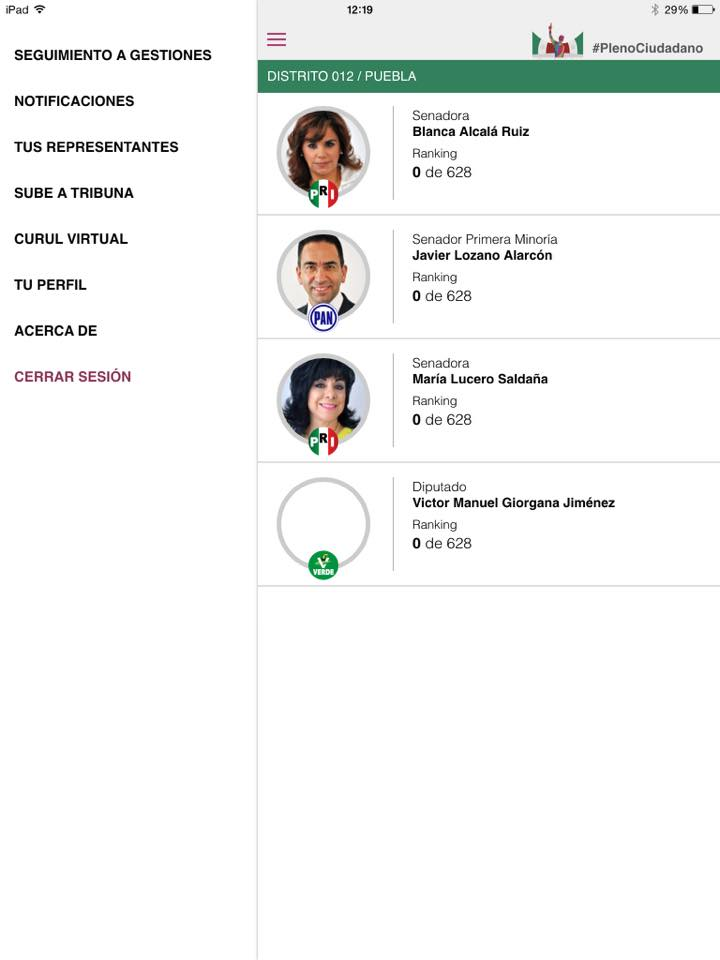 iPad
12:19
29%
SEGUIMIENTO A GESTIONES
NOTIFICACIONES
TUS REPRESENTANTES
SUBE A TRIBUNA
CURUL VIRTUAL
TU PERFIL
ACERCA DE
CERRAR SESIÓN
#PlenoCiudadano
DISTRITO 012 / PUEBLA
Senadora
Blanca Alcalá Ruiz
Ranking
0 de 628
PRI
Senador Primera Minoría
Javier Lozano Alarcón
Ranking
0 de 628
PAN
Senadora
María Lucero Saldaña
Ranking
0 de 628
PRI
Diputado
Victor Manuel Giorgana Jiménez
Ranking
0 de 628
VERDE